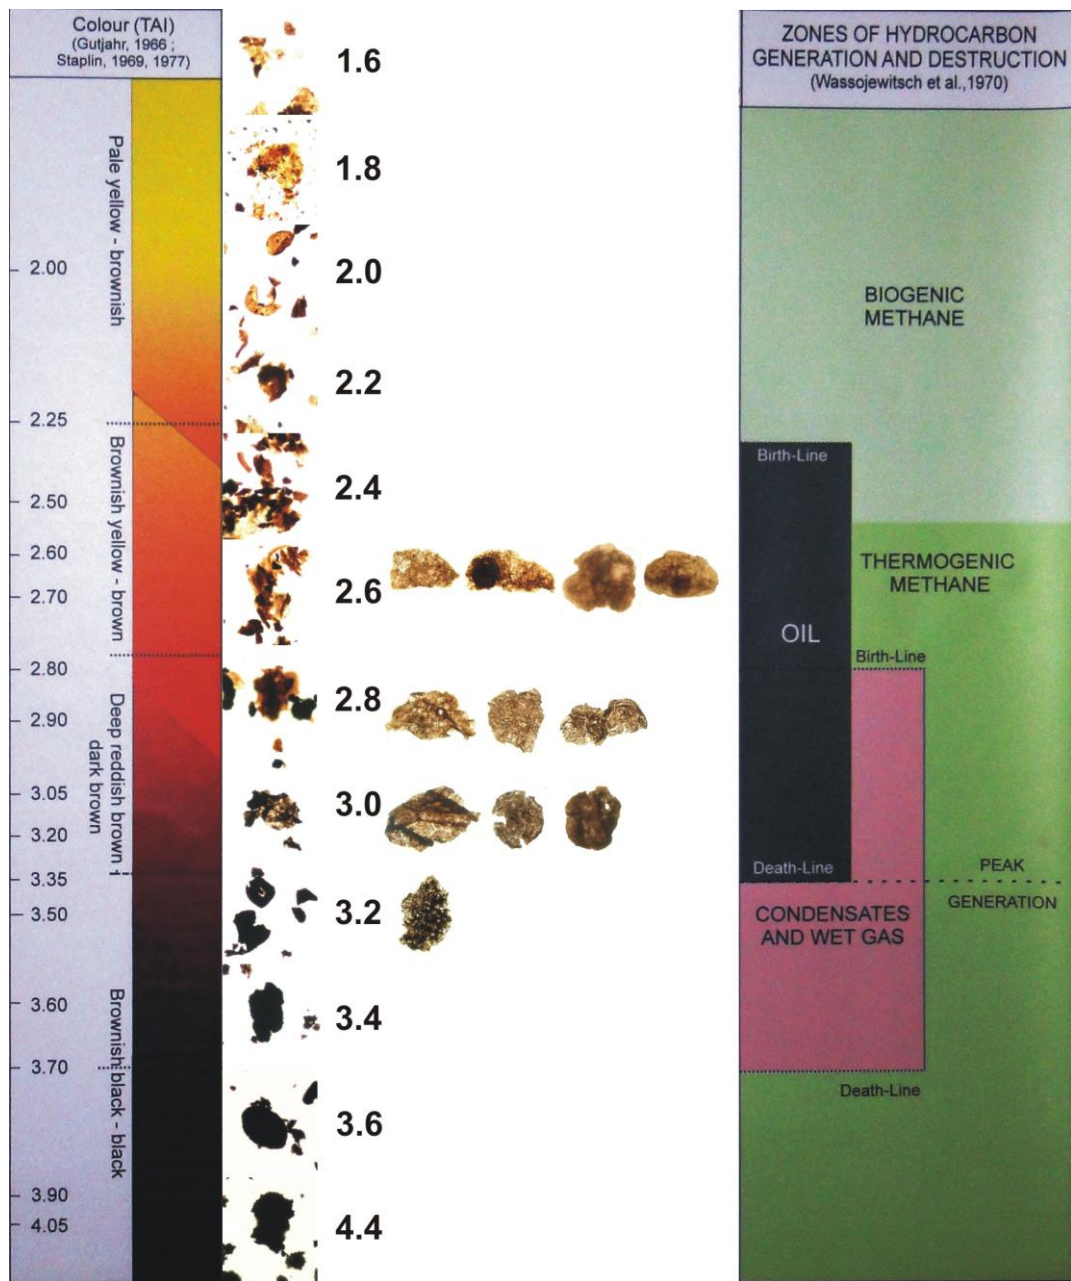 Colour (TAI)
(Gutjahr, 1966 ;
Staplin, 1969, 1977)
2.00
2.25
2.50
2.60
2.70
2.80
2.90
3.05
3.20
3.35
3.50
3.60
3.70
3.90
4.05
Pale yellow - brownish
Brownish yellow - brown
Deep reddish brown -
dark brown
Brownish black - black
1.6
1.8
2.0
2.2
2.4
2.6
2.8
3.0
3.2
3.4
3.6
4.4
ZONES OF HYDROCARBON
GENERATION AND DESTRUCTION
(Wassojewitsch et al.,1970)
BIOGENIC
METHANE
Birth-Line
THERMOGENIC
METHANE
OIL
Birth-Line
Death-Line
PEAK
GENERATION
CONDENSATES
AND WET GAS
Death-Line